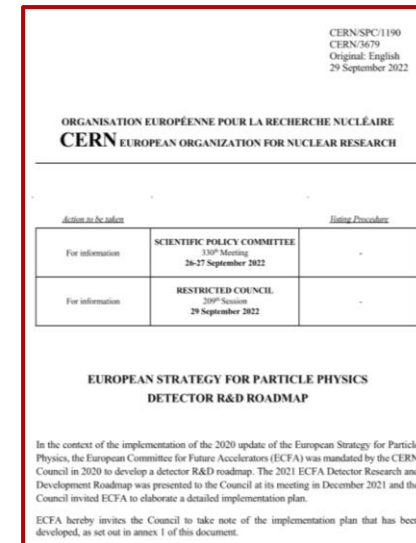 CERN/SPC/1190
CERN/3679
Original: English
29 September 2022
ORGANISATION EUROPÉENNE POUR LA RECHERCHE NUCLÉAIRE
CERN EUROPEAN ORGANIZATION FOR NUCLEAR RESEARCH
Action to be taken
Voting Procedure
For information
SCIENTIFIC POLICY COMMITTEE
330th Meeting
26-27 September 2022
-
For information
RESTRICTED COUNCIL
209th Session
29 September 2022
-
EUROPEAN STRATEGY FOR PARTICLE PHYSICS
DETECTOR R&D ROADMAP
In the context of the implementation of the 2020 update of the European Strategy for Particle
Physics, the European Committee for Future Accelerators (ECFA) was mandated by the CERN
Council in 2020 to develop a detector R&D roadmap. The 2021 ECFA Detector Research and
Development Roadmap was presented to the Council at its meeting in December 2021 and the
Council invited ECFA to elaborate a detailed implementation plan.
ECFA hereby invites the Council to take note of the implementation plan that has been
developed, as set out in annex 1 of this document.